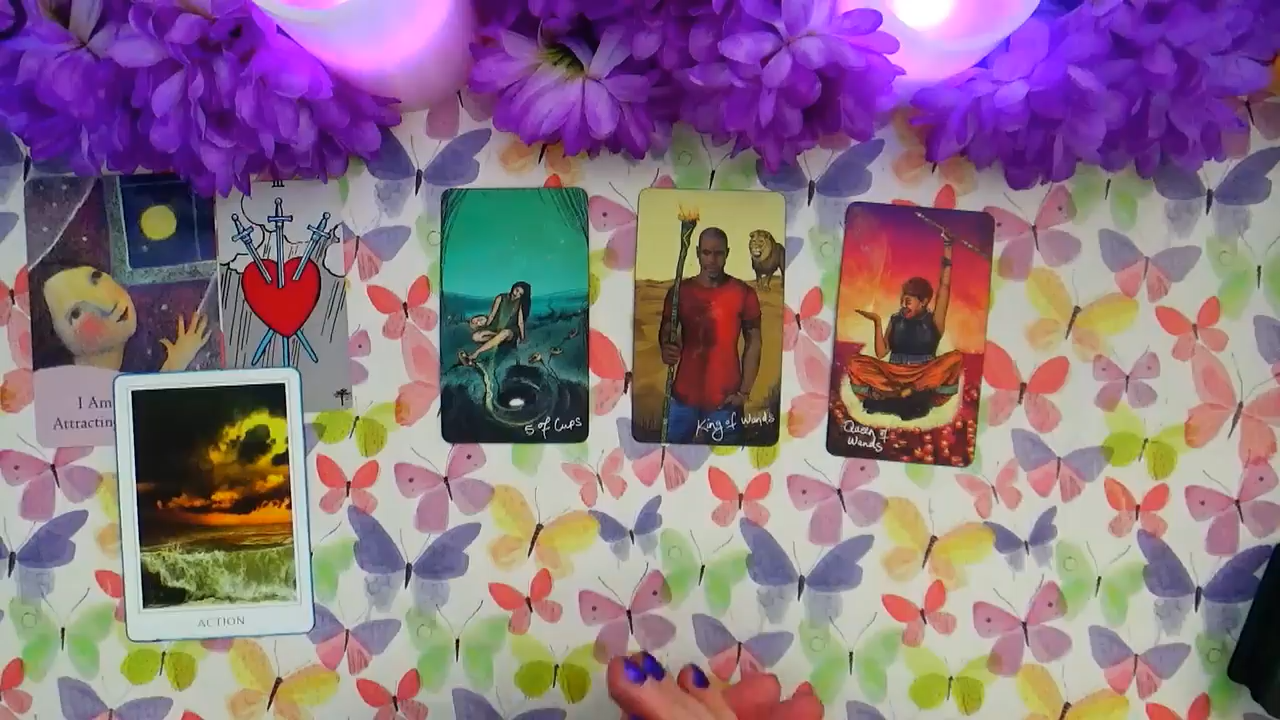 I Am
Attracting
ACTION
5 of Cups
King of Wands
Queen of
Wands